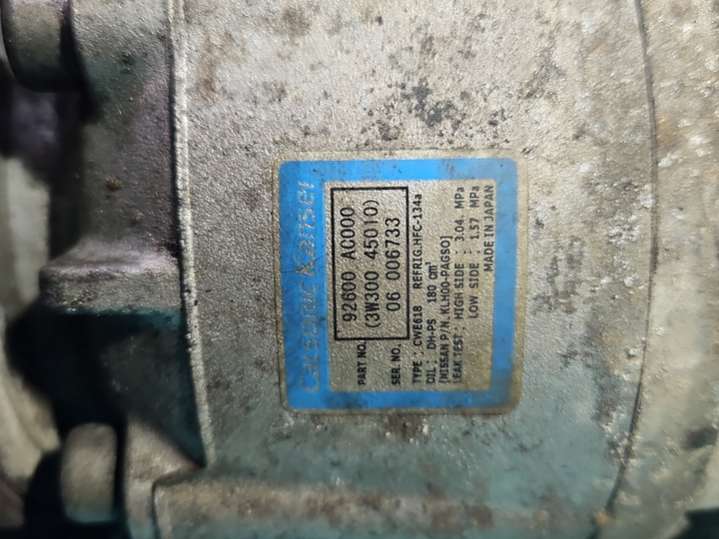 Calsonic Kansei
PART NO. 92600 AC000
(3W300 45010)
SER. NO. 06 006733
TYPE : CWE618 REFRIG.HFC-134a
OIL : DH-PS 180 cm³
[NISSAN P/N.KLH00-PAGS0]
LEAK TEST : HIGH SIDE : 3.04 MPa
LOW SIDE : 1.57 MPa
MADE IN JAPAN